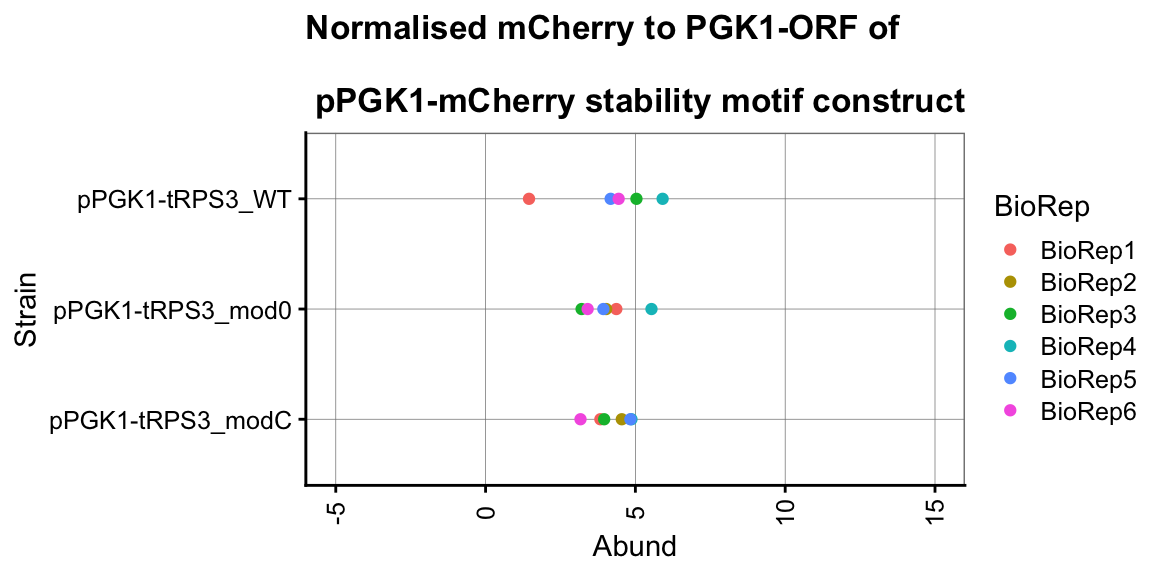 Normalised mCherry to PGK1-ORF of
pPGK1-mCherry stability motif construct
pPGK1-tRPS3_WT
pPGK1-tRPS3_mod0
pPGK1-tRPS3_modC
Strain
-5
0
5
10
15
Abund
BioRep
BioRep1
BioRep2
BioRep3
BioRep4
BioRep5
BioRep6